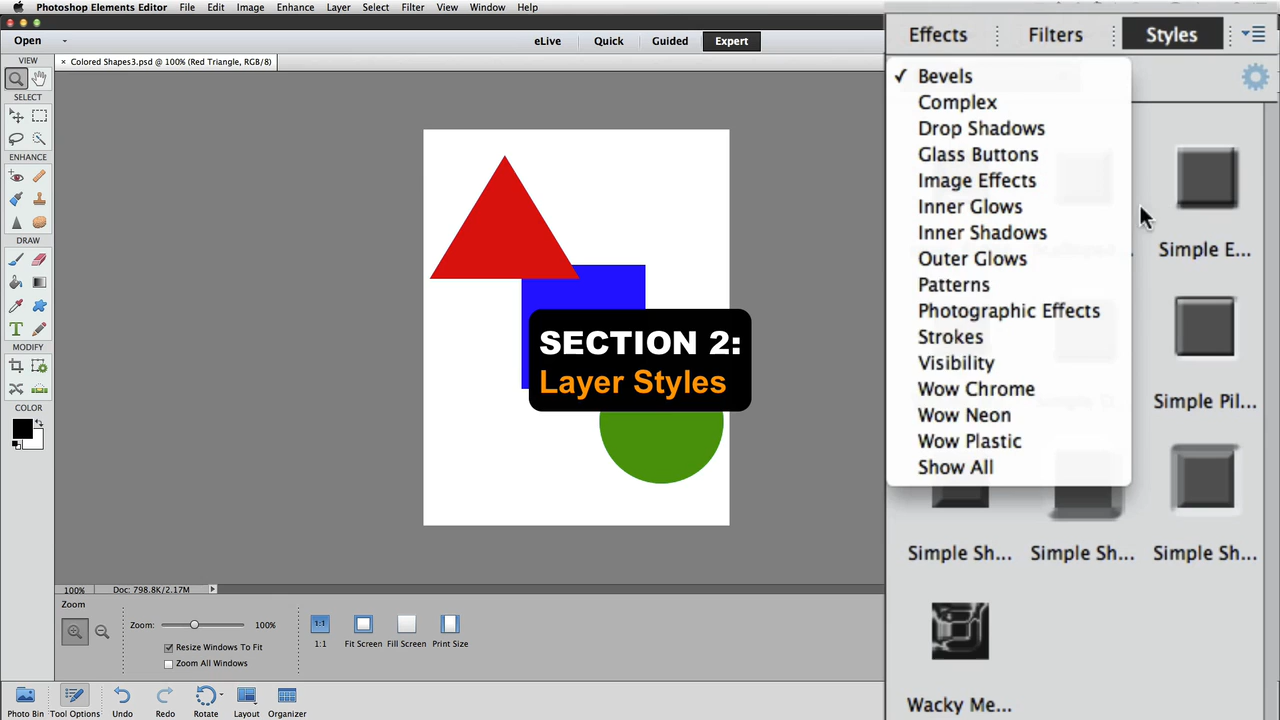 Photoshop Elements Editor File Edit Image Enhance Layer Select Filter View Window Help
Open eLive Quick Guided Expert
Effects Filters Styles
VIEW
× Colored Shapes3.psd @ 100% (Red Triangle, RGB/8)
SELECT
ENHANCE
DRAW
MODIFY
COLOR
✓ Bevels
Complex
Drop Shadows
Glass Buttons
Image Effects
Inner Glows
Inner Shadows
Outer Glows
Patterns
Photographic Effects
Strokes
Visibility
Wow Chrome
Wow Neon
Wow Plastic
Show All
Simple E...
Simple Pil...
Simple Sh... Simple Sh... Simple Sh...
Wacky Me...
SECTION 2:
Layer Styles
100% Doc: 798.8K/2.17M
Zoom
Zoom: 100%
Resize Windows To Fit
Zoom All Windows
1:1
1:1 Fit Screen Fill Screen Print Size
Photo Bin Tool Options Undo Redo Rotate Layout Organizer